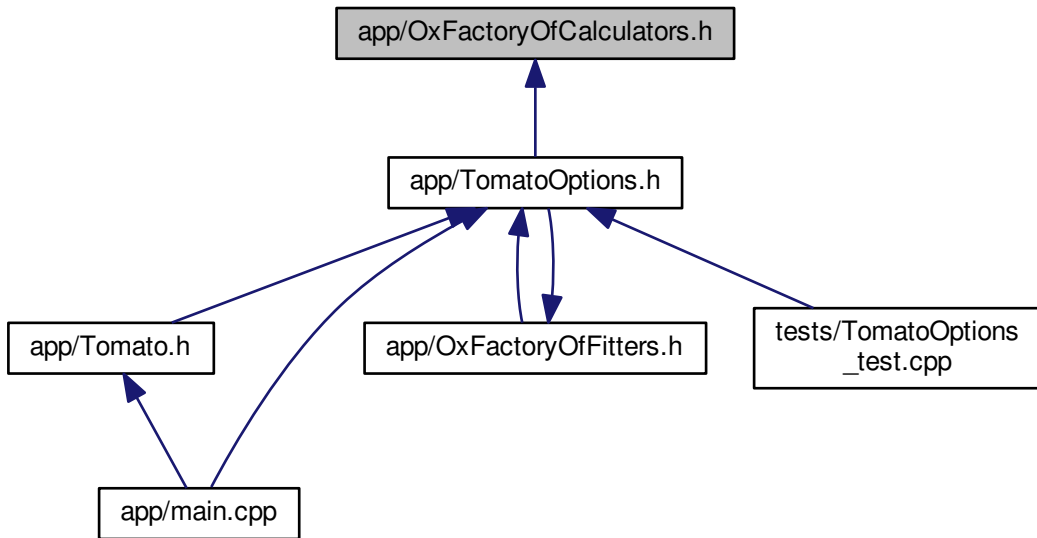 app/OxFactoryOfCalculators.h
app/TomatoOptions.h
app/Tomato.h
app/OxFactoryOfFitters.h
tests/TomatoOptions
_test.cpp
app/main.cpp